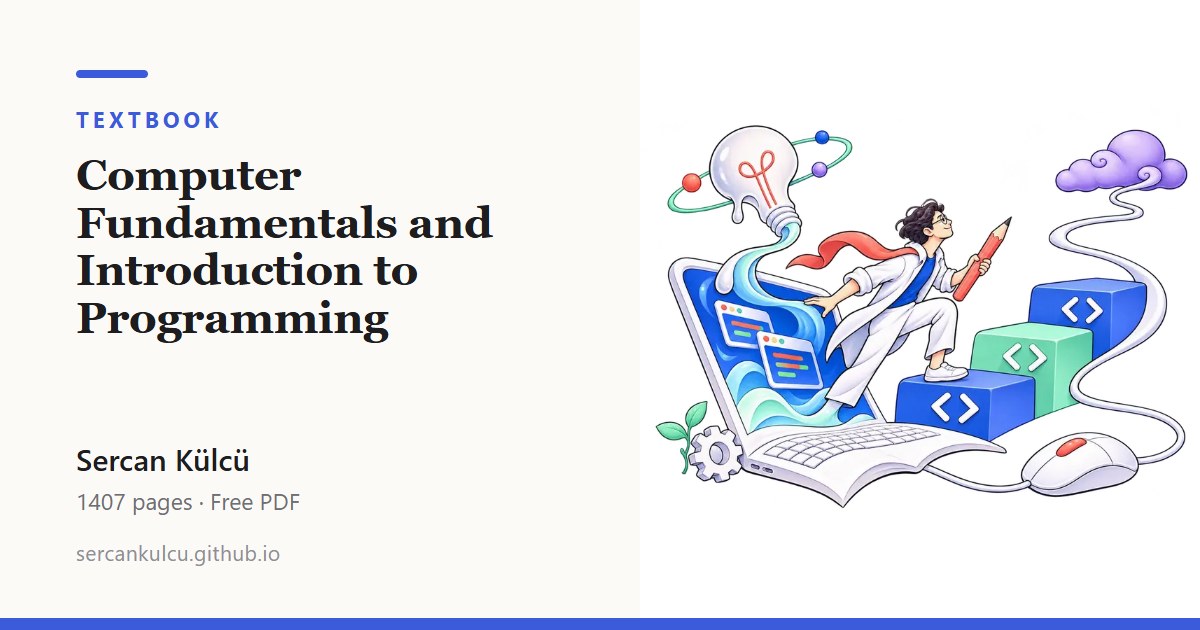 TEXTBOOK
Computer
Fundamentals and
Introduction to
Programming
Sercan Külcü
1407 pages · Free PDF
sercankulcu.github.io
< >
< >
< >